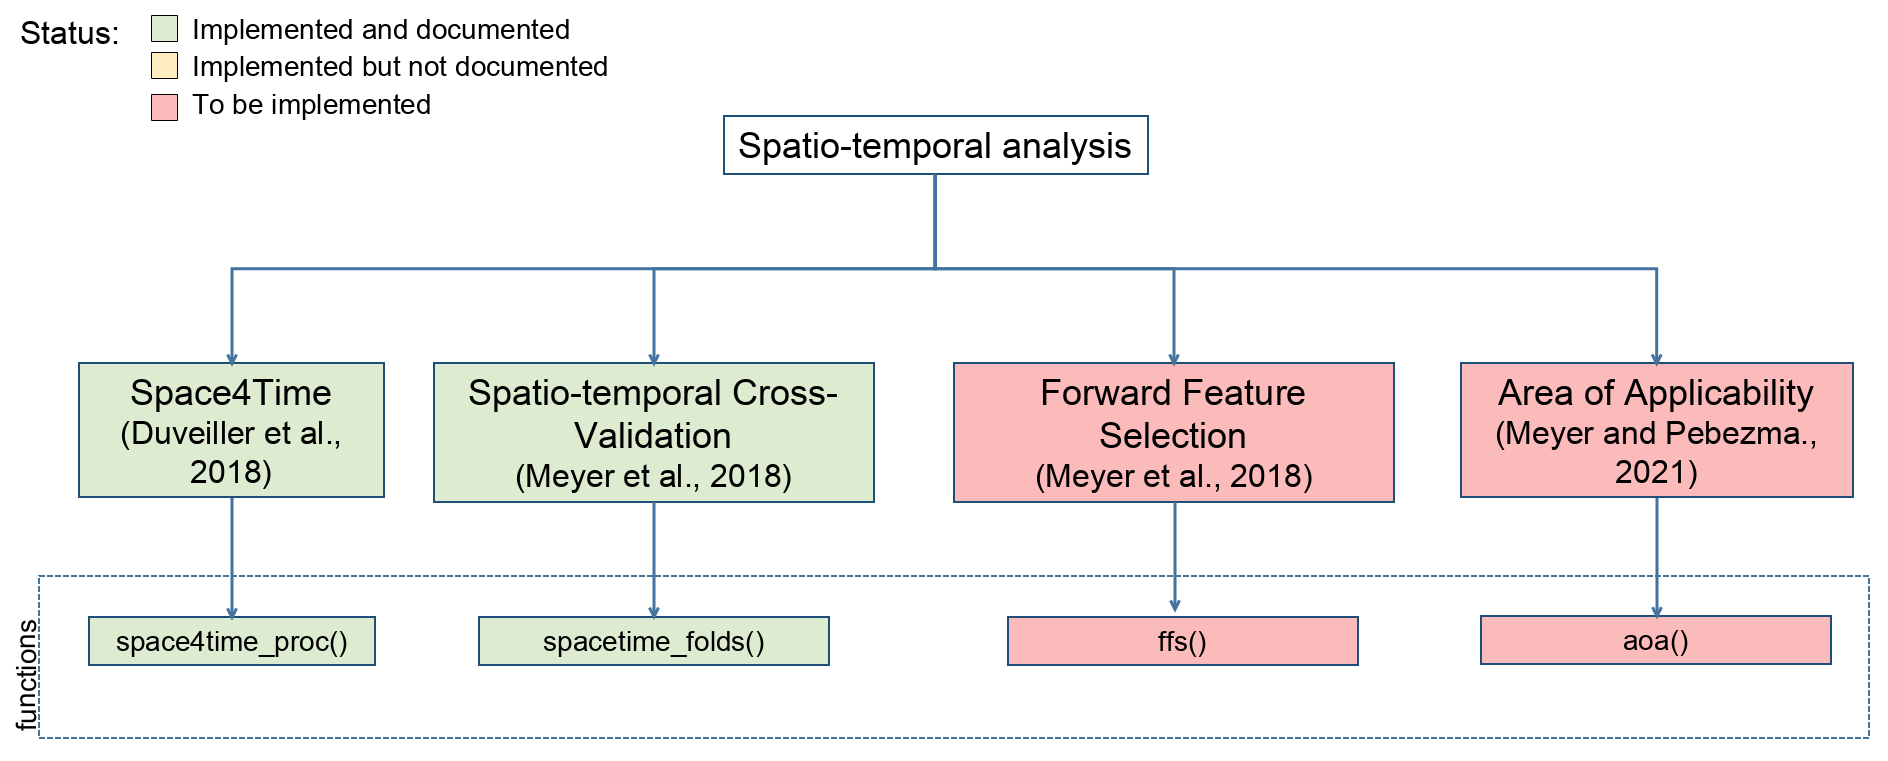 Status:
Implemented and documented
Implemented but not documented
To be implemented
Spatio-temporal analysis
Space4Time
(Duveiller et al.,
2018)
Spatio-temporal Cross-
Validation
(Meyer et al., 2018)
Forward Feature
Selection
(Meyer et al., 2018)
Area of Applicability
(Meyer and Pebezma.,
2021)
functions
space4time_proc()
spacetime_folds()
ffs()
aoa()